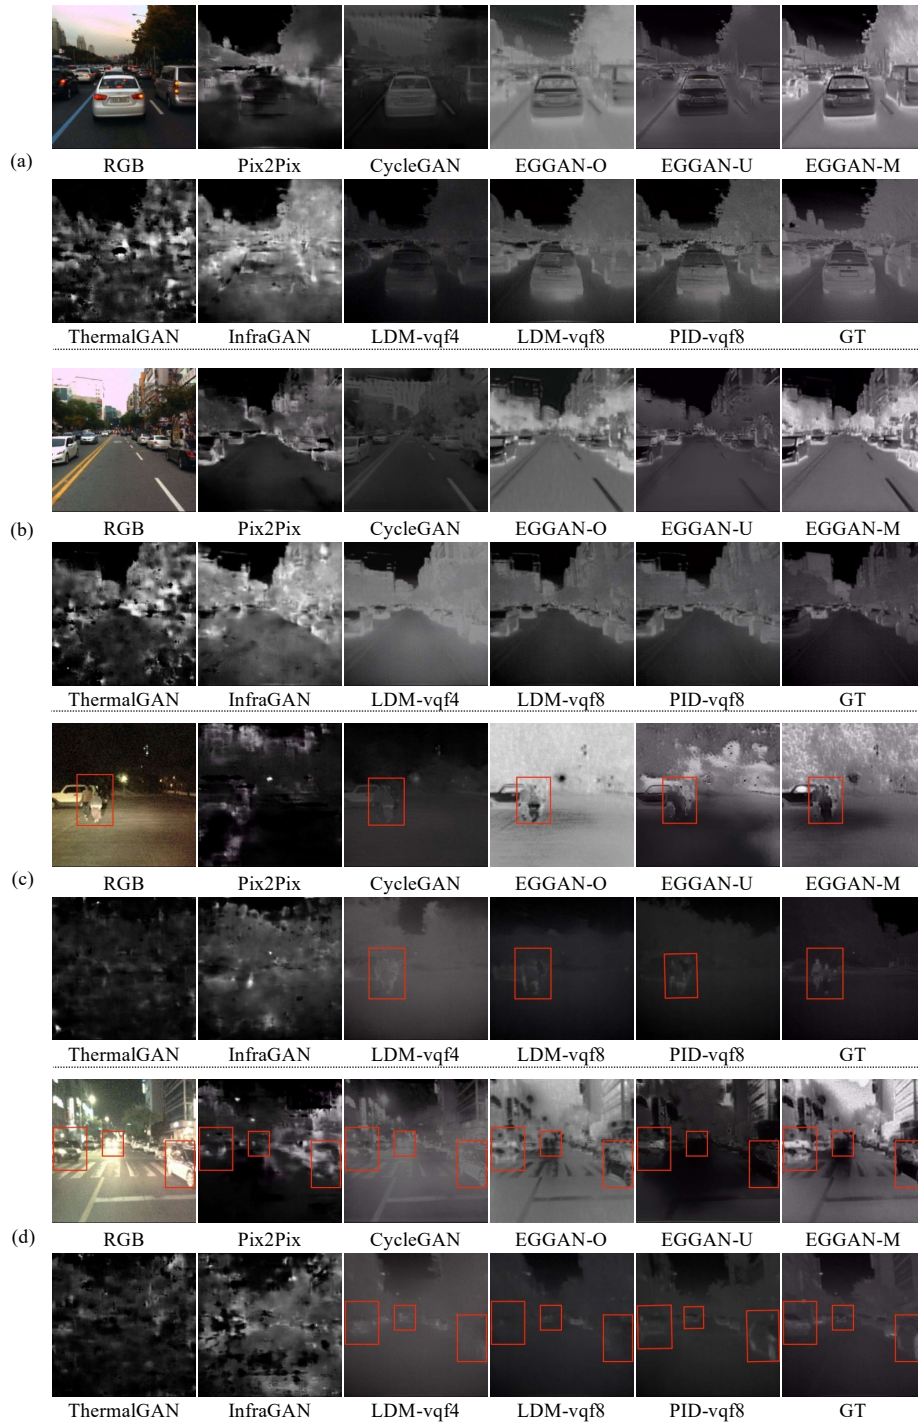 RGB Pix2Pix CycleGAN EGGAN-O EGGAN-U EGGAN-M
(a)
ThermalGAN InfraGAN LDM-vqf4 LDM-vqf8 PID-vqf8 GT
RGB Pix2Pix CycleGAN EGGAN-O EGGAN-U EGGAN-M
(b)
ThermalGAN InfraGAN LDM-vqf4 LDM-vqf8 PID-vqf8 GT
RGB Pix2Pix CycleGAN EGGAN-O EGGAN-U EGGAN-M
(c)
ThermalGAN InfraGAN LDM-vqf4 LDM-vqf8 PID-vqf8 GT
RGB Pix2Pix CycleGAN EGGAN-O EGGAN-U EGGAN-M
(d)
ThermalGAN InfraGAN LDM-vqf4 LDM-vqf8 PID-vqf8 GT